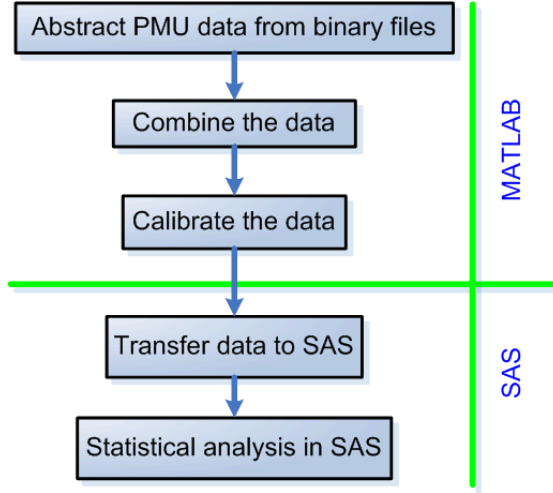 Abstract PMU data from binary files
Combine the data
Calibrate the data
MATLAB
Transfer data to SAS
Statistical analysis in SAS
SAS